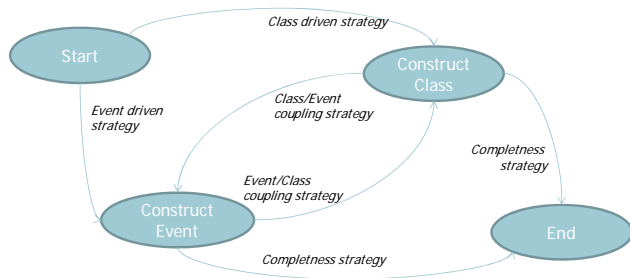 Class driven strategy
Start
Construct
Class
Class/Event
coupling strategy
Event driven
strategy
Completness
strategy
Event/Class
coupling strategy
Construct
Event
End
Completness strategy